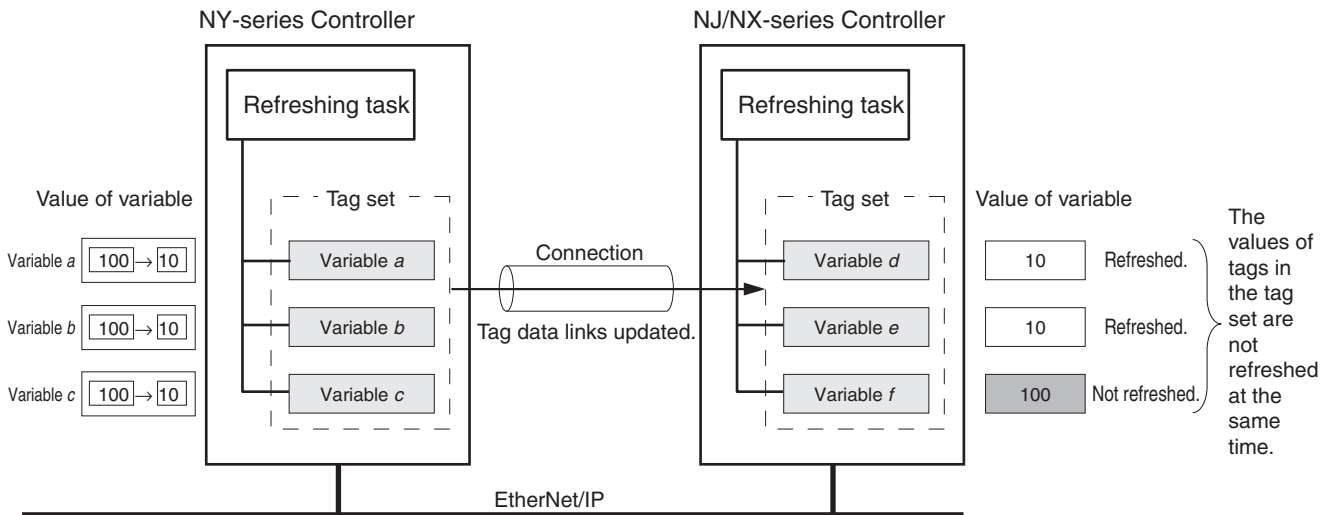 NY-series Controller
NJ/NX-series Controller
Refreshing task
Refreshing task
Value of variable
Tag set
Tag set
Value of variable
Variable a
100 → 10
Variable a
Connection
Variable d
10
Refreshed.
Variable b
100 → 10
Variable b
Tag data links updated.
Variable e
10
Refreshed.
Variable c
100 → 10
Variable c
Variable f
100
Not refreshed.
The
values of
tags in
the tag
set are
not
refreshed
at the
same
time.
EtherNet/IP